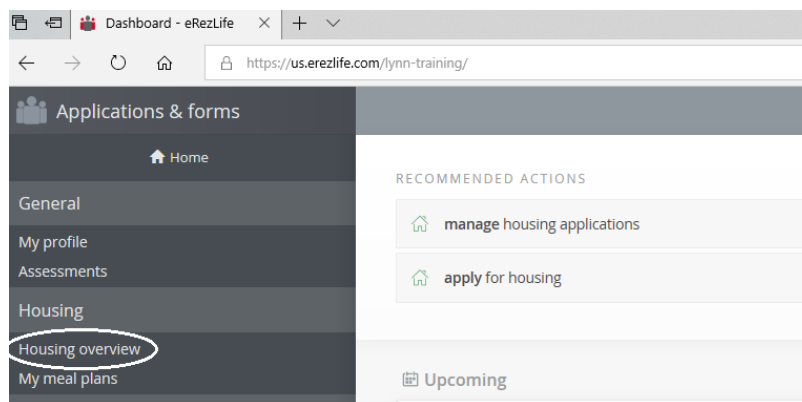 Dashboard - eRezLife
https://us.erezlife.com/lynn-training/
Applications & forms
Home
General
My profile
Assessments
Housing
Housing overview
My meal plans
RECOMMENDED ACTIONS
manage housing applications
apply for housing
Upcoming